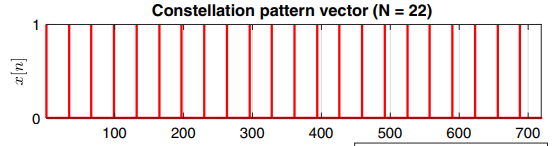 Constellation pattern vector (N = 22)
1
x[n]
0
100 200 300 400 500 600 700